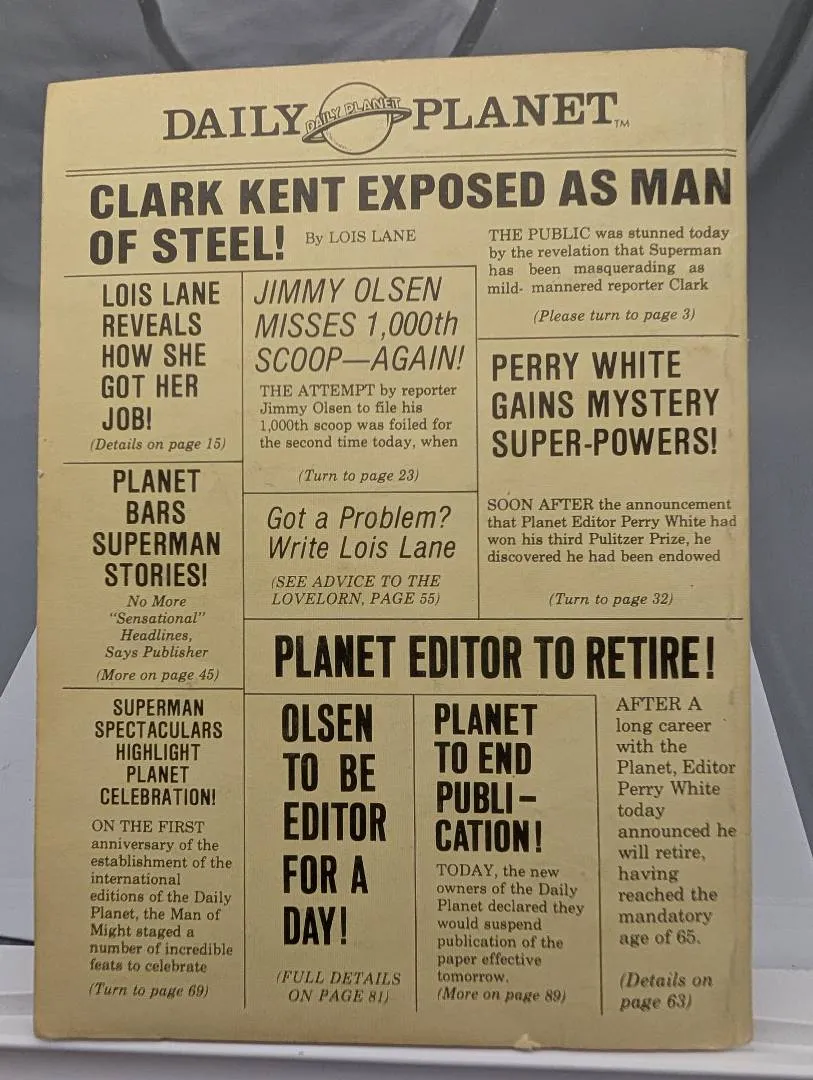 DAILY DAILY PLANET PLANET™
CLARK KENT EXPOSED AS MAN
OF STEEL! By LOIS LANE
THE PUBLIC was stunned today
by the revelation that Superman
has been masquerading as
mild- mannered reporter Clark
(Please turn to page 3)
LOIS LANE
REVEALS
HOW SHE
GOT HER
JOB!
(Details on page 15)
JIMMY OLSEN
MISSES 1,000th
SCOOP—AGAIN!
THE ATTEMPT by reporter
Jimmy Olsen to file his
1,000th scoop was foiled for
the second time today, when
(Turn to page 23)
PERRY WHITE
GAINS MYSTERY
SUPER-POWERS!
SOON AFTER the announcement
that Planet Editor Perry White had
won his third Pulitzer Prize, he
discovered he had been endowed
(Turn to page 32)
PLANET
BARS
SUPERMAN
STORIES!
No More
"Sensational"
Headlines,
Says Publisher
(More on page 45)
Got a Problem?
Write Lois Lane
(SEE ADVICE TO THE
LOVELORN, PAGE 55)
PLANET EDITOR TO RETIRE!
SUPERMAN
SPECTACULARS
HIGHLIGHT
PLANET
CELEBRATION!
ON THE FIRST
anniversary of the
establishment of the
international
editions of the Daily
Planet, the Man of
Might staged a
number of incredible
feats to celebrate
(Turn to page 69)
OLSEN
TO BE
EDITOR
FOR A
DAY!
(FULL DETAILS
ON PAGE 81)
PLANET
TO END
PUBLI-
CATION!
TODAY, the new
owners of the Daily
Planet declared they
would suspend
publication of the
paper effective
tomorrow.
(More on page 89)
AFTER A
long career
with the
Planet, Editor
Perry White
today
announced he
will retire,
having
reached the
mandatory
age of 65.
(Details on
page 63)